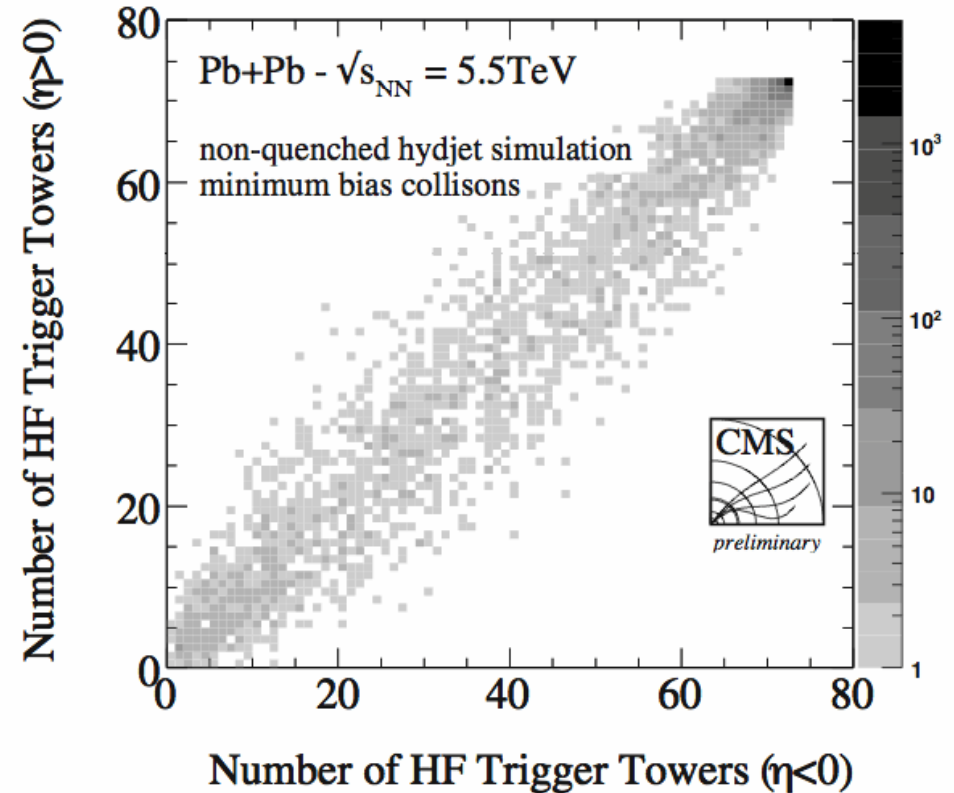 Number of HF Trigger Towers (η>0)
80
60
40
20
0
Pb+Pb - √s_NN = 5.5TeV
non-quenched hydjet simulation
minimum bias collisons
CMS
preliminary
10³
10²
10
1
0 20 40 60 80
Number of HF Trigger Towers (η<0)